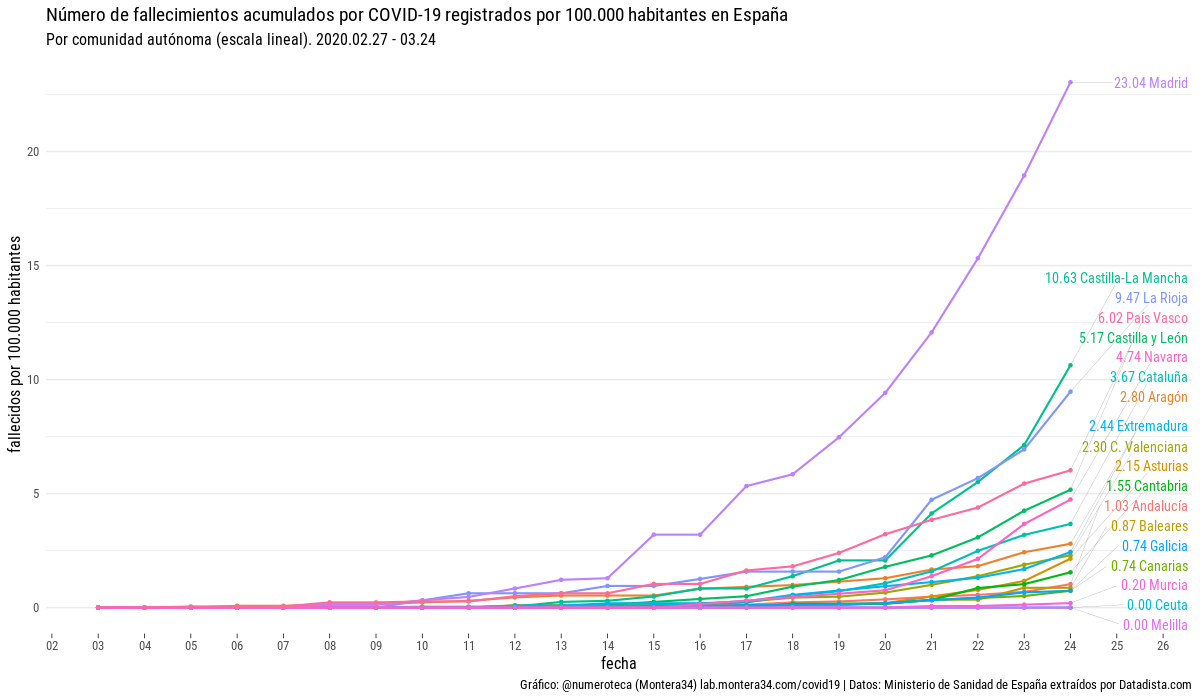 Número de fallecimientos acumulados por COVID-19 registrados por 100.000 habitantes en España
Por comunidad autónoma (escala lineal). 2020.02.27 - 03.24
fallecidos por 100.000 habitantes
20
15
10
5
0
23.04 Madrid
10.63 Castilla-La Mancha
9.47 La Rioja
6.02 País Vasco
5.17 Castilla y León
4.74 Navarra
3.67 Cataluña
2.80 Aragón
2.44 Extremadura
2.30 C. Valenciana
2.15 Asturias
1.55 Cantabria
1.03 Andalucía
0.87 Baleares
0.74 Galicia
0.74 Canarias
0.20 Murcia
0.00 Ceuta
0.00 Melilla
02 03 04 05 06 07 08 09 10 11 12 13 14 15 16 17 18 19 20 21 22 23 24 25 26
fecha
Gráfico: @numeroteca (Montera34) lab.montera34.com/covid19 | Datos: Ministerio de Sanidad de España extraídos por Datadista.com